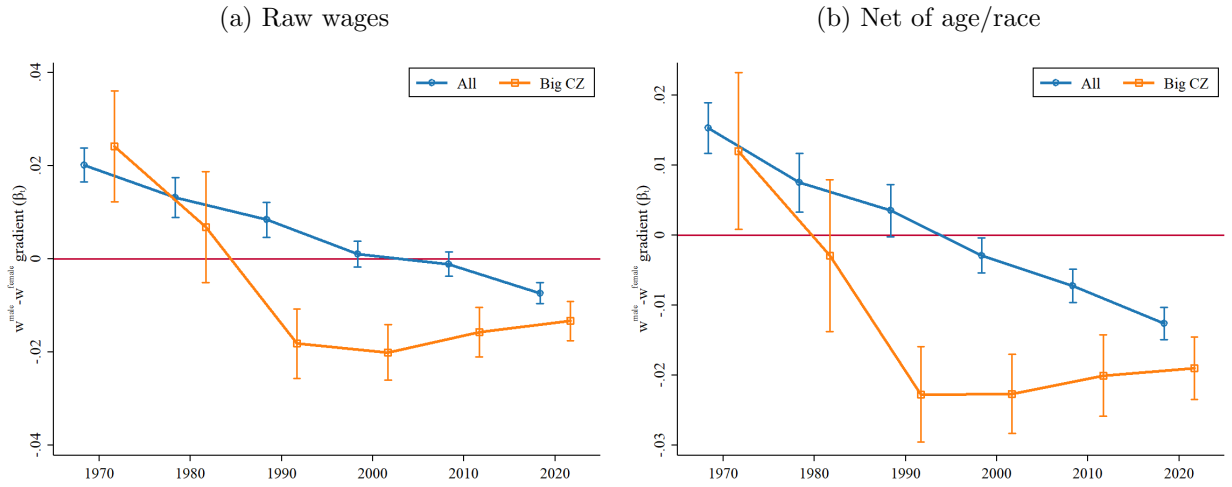 (a) Raw wages
(b) Net of age/race
All
Big CZ
.04
.02
0
-.02
-.04
w^male -w^female gradient (βₜ)
1970
1980
1990
2000
2010
2020
All
Big CZ
.02
.01
0
-.01
-.02
-.03
w^male -w^female gradient (βₜ)
1970
1980
1990
2000
2010
2020